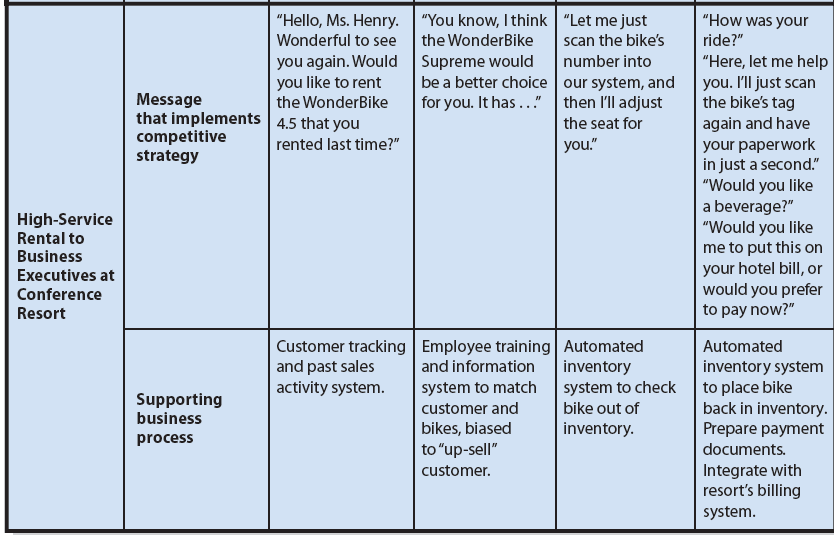 High-Service
Rental to
Business
Executives at
Conference
Resort
Message
that implements
competitive
strategy
“Hello, Ms. Henry.
Wonderful to see
you again. Would
you like to rent
the WonderBike
4.5 that you
rented last time?”
“You know, I think
the WonderBike
Supreme would
be a better choice
for you. It has . . .”
“Let me just
scan the bike’s
number into
our system, and
then I’ll adjust
the seat for
you.”
“How was your
ride?”
“Here, let me help
you. I’ll just scan
the bike’s tag
again and have
your paperwork
in just a second.”
“Would you like
a beverage?”
“Would you like
me to put this on
your hotel bill, or
would you prefer
to pay now?”
Supporting
business
process
Customer tracking
and past sales
activity system.
Employee training
and information
system to match
customer and
bikes, biased
to “up-sell”
customer.
Automated
inventory
system to check
bike out of
inventory.
Automated
inventory system
to place bike
back in inventory.
Prepare payment
documents.
Integrate with
resort’s billing
system.